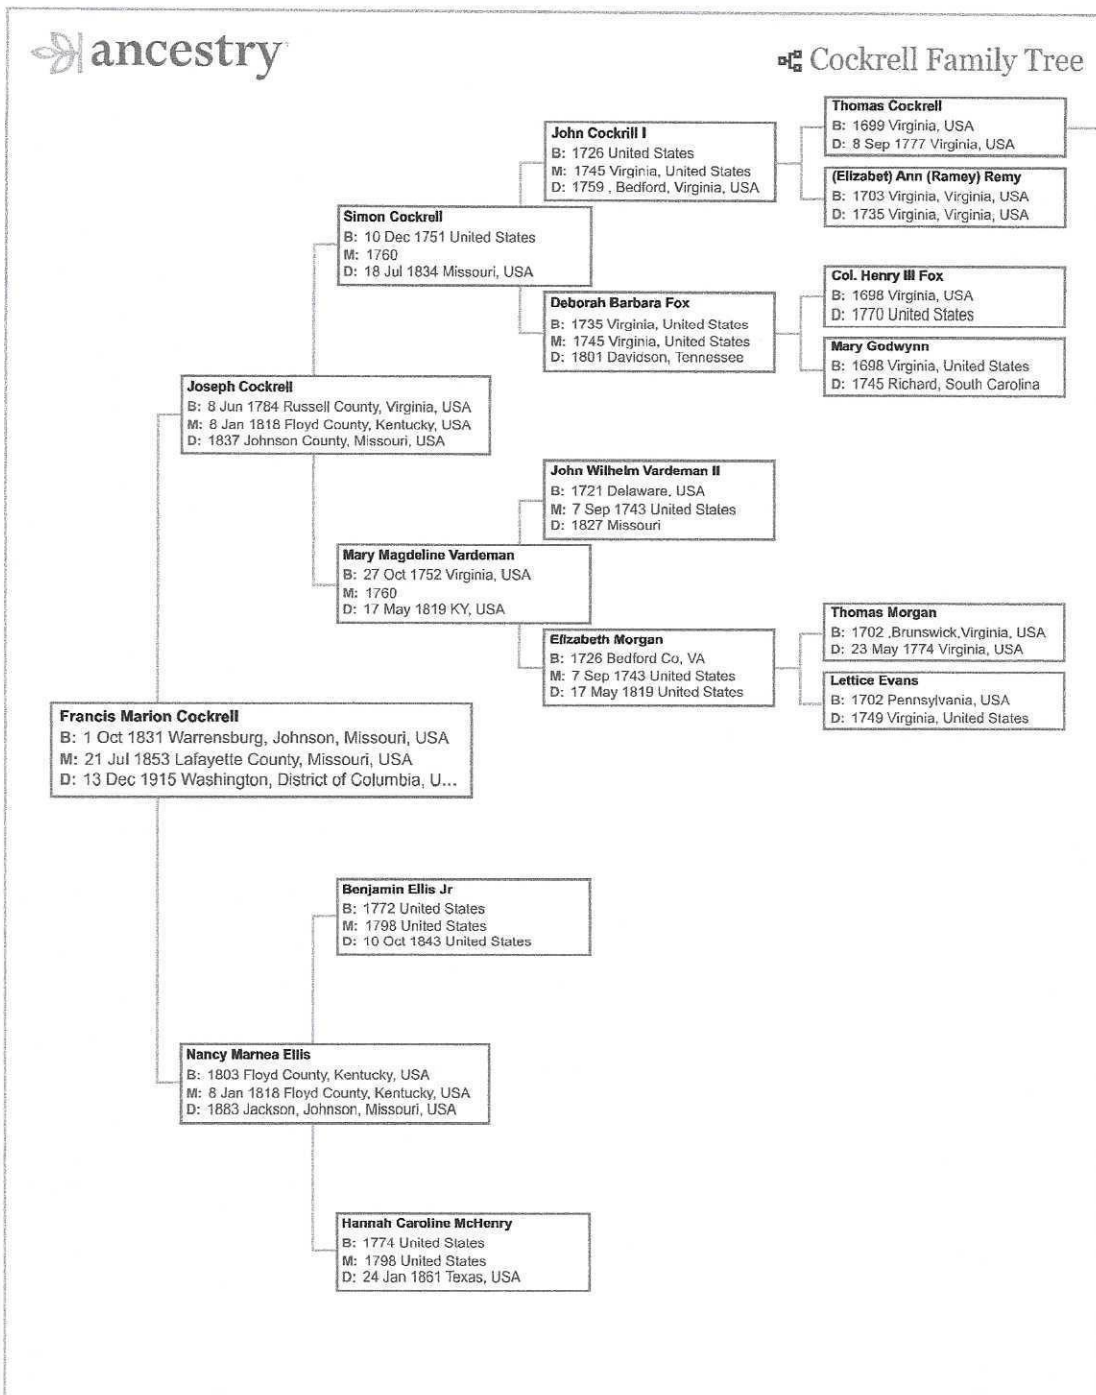 ancestry
Cockrell Family Tree
Thomas Cockrell
B: 1699 Virginia, USA
D: 8 Sep 1777 Virginia, USA
John Cockrill I
B: 1726 United States
M: 1745 Virginia, United States
D: 1759 , Bedford, Virginia, USA
(Elizabet) Ann (Ramey) Remy
B: 1703 Virginia, Virginia, USA
D: 1735 Virginia, Virginia, USA
Simon Cockrell
B: 10 Dec 1751 United States
M: 1760
D: 18 Jul 1834 Missouri, USA
Col. Henry III Fox
B: 1698 Virginia, USA
D: 1770 United States
Deborah Barbara Fox
B: 1735 Virginia, United States
M: 1745 Virginia, United States
D: 1801 Davidson, Tennessee
Mary Godwynn
B: 1698 Virginia, United States
D: 1745 Richard, South Carolina
Joseph Cockrell
B: 8 Jun 1784 Russell County, Virginia, USA
M: 8 Jan 1818 Floyd County, Kentucky, USA
D: 1837 Johnson County, Missouri, USA
John Wilhelm Vardeman II
B: 1721 Delaware, USA
M: 7 Sep 1743 United States
D: 1827 Missouri
Mary Magdeline Vardeman
B: 27 Oct 1752 Virginia, USA
M: 1760
D: 17 May 1819 KY, USA
Thomas Morgan
B: 1702 ,Brunswick,Virginia, USA
D: 23 May 1774 Virginia, USA
Elizabeth Morgan
B: 1726 Bedford Co, VA
M: 7 Sep 1743 United States
D: 17 May 1819 United States
Lettice Evans
B: 1702 Pennsylvania, USA
D: 1749 Virginia, United States
Francis Marion Cockrell
B: 1 Oct 1831 Warrensburg, Johnson, Missouri, USA
M: 21 Jul 1853 Lafayette County, Missouri, USA
D: 13 Dec 1915 Washington, District of Columbia, U...
Benjamin Ellis Jr
B: 1772 United States
M: 1798 United States
D: 10 Oct 1843 United States
Nancy Marnea Ellis
B: 1803 Floyd County, Kentucky, USA
M: 8 Jan 1818 Floyd County, Kentucky, USA
D: 1883 Jackson, Johnson, Missouri, USA
Hannah Caroline McHenry
B: 1774 United States
M: 1798 United States
D: 24 Jan 1861 Texas, USA